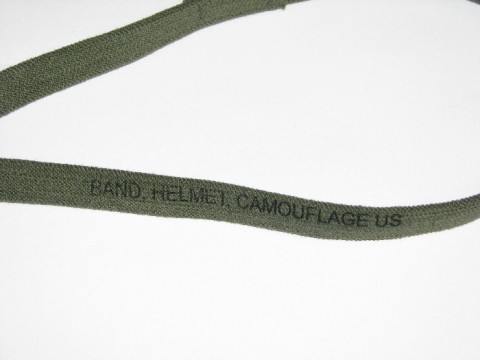 BAND, HELMET, CAMOUFLAGE US